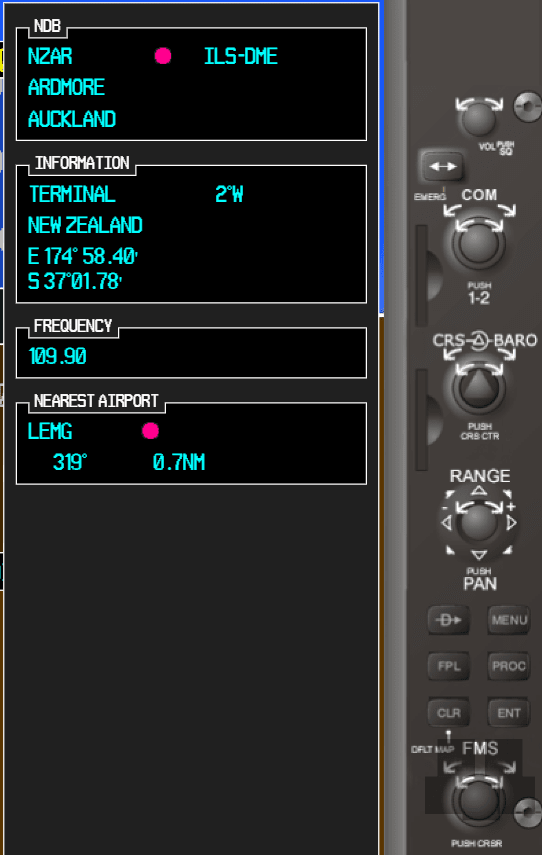 NDB
NZAR ILS-DME
ARDMORE
AUCKLAND
INFORMATION
TERMINAL 2°W
NEW ZEALAND
E 174° 58.40'
S 37°01.78'
FREQUENCY
109.90
NEAREST AIRPORT
LEMG
319° 0.7NM
VOL PUSH SQ
EMERG
COM
PUSH
1-2
CRS BARO
PUSH
CRS CTR
RANGE
- +
PUSH
PAN
D MENU
FPL PROC
CLR ENT
DFLT MAP FMS
PUSH CRSR